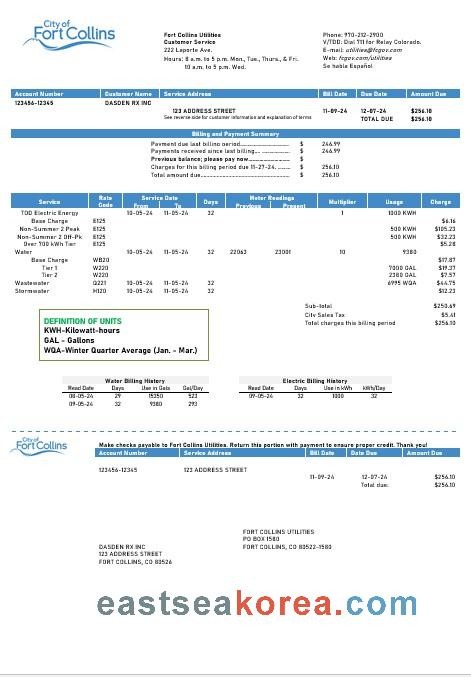 City of
Fort Collins
Fort Collins Utilities
Customer Service
222 Laporte Ave.
Hours: 8 a.m. to 5 p.m. Mon., Tue., Thurs., & Fri.
10 a.m. to 5 p.m. Wed.
Phone: 970-212-2900
V/TDD: Dial 711 for Relay Colorado.
E-mail: utilities@fcgov.com
Web: fcgov.com/utilities
Se hable Español
Account Number Customer Name Service Address Bill Date Due Date Amount Due
123456-12345 DASDEN RX INC
123 ADDRESS STREET 11-09-24 12-07-24 $256.10
See reverse side for customer information and explanation of terms TOTAL DUE $256.10
Billing and Payment Summary
Payment due last billing period $ 246.99
Payments received since last billing $ 246.99
Previous balance; please pay now $
Charges for this billing period due 11-27-24 $ 256.10
Total amount due $ 256.10
Service Rate Code Service Date From To Days Meter Readings Previous Present Multiplier Usage Charge
TOD Electric Energy 10-05-24 11-05-24 32 1 1000 KWH
Base Charge E125 $6.16
Non-Summer 2 Peak E125 500 KWH $105.23
Non-Summer 2 Off-Pk E125 500 KWH $32.23
Over 700 kWh Tier E125 $5.28
Water 10-05-24 11-05-24 32 22063 23001 10 9380
Base Charge WB20 $17.87
Tier 1 W220 7000 GAL $19.37
Tier 2 W220 2380 GAL $7.57
Wastewater Q221 10-05-24 11-05-24 32 6995 WQA $44.75
Stormwater H120 10-05-24 11-05-24 32 $12.23
Sub-total $250.69
City Sales Tax $5.41
Total charges this billing period $256.10
DEFINITION OF UNITS
KWH-Kilowatt-hours
GAL - Gallons
WQA-Winter Quarter Average (Jan. - Mar.)
Water Billing History
Read Date Days Use in Gals Gal/Day
08-05-24 29 15350 523
09-05-24 32 9380 293
Electric Billing History
Read Date Days Use in kWh kWh/Day
09-05-24 32 1000 32
City of
Fort Collins
Make checks payable to Fort Collins Utilities. Return this portion with payment to ensure proper credit. Thank you!
Account Number Service Address Bill Date Date Due Amount Due
123456-12345 123 ADDRESS STREET
11-09-24 12-07-24 $256.10
Total due: $256.10
FORT COLLINS UTILITIES
PO BOX 1580
FORT COLLINS, CO 80522-1580
DASDEN RX INC
123 ADDRESS STREET
FORT COLLINS, CO 80526
eastseakorea.com